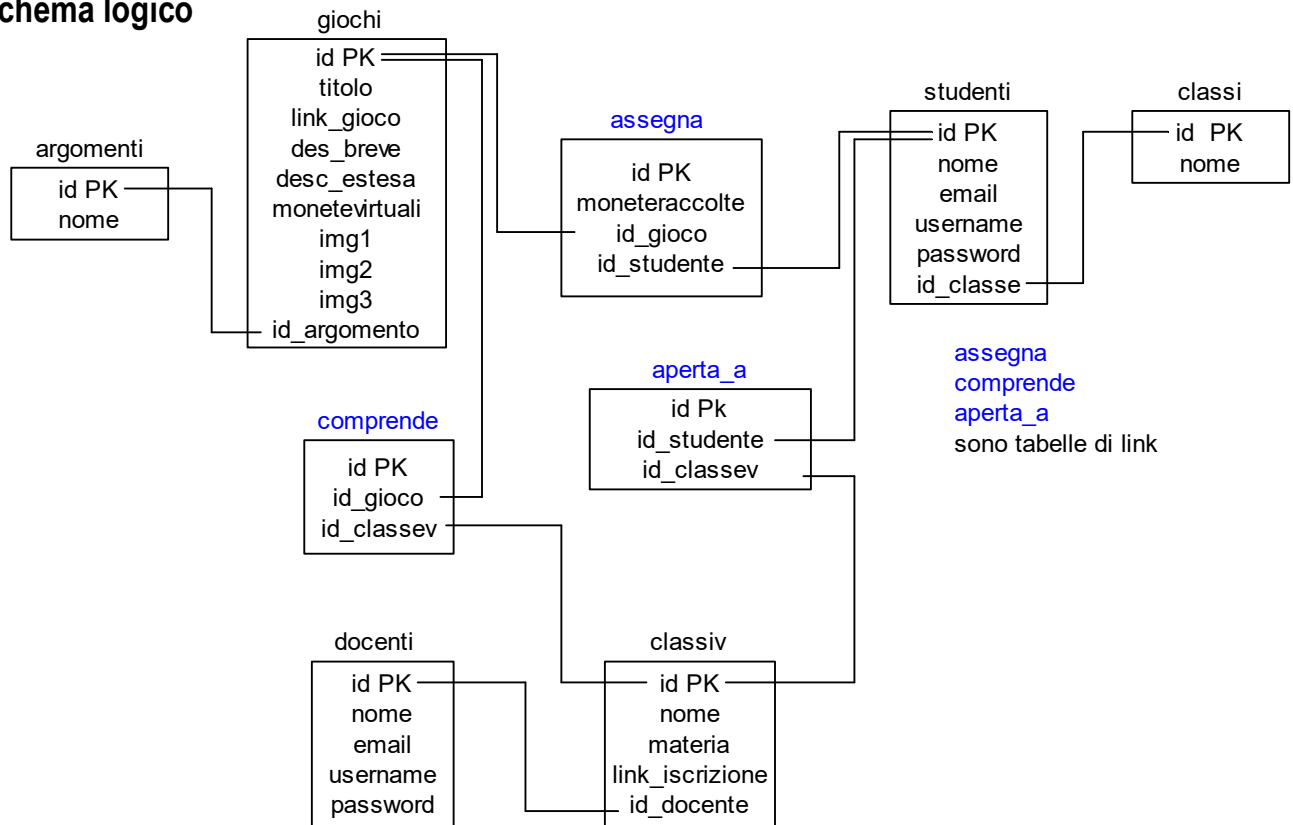 chema logico
giochi
id PK
titolo
link_gioco
des_breve
desc_estesa
monetevirtuali
img1
img2
img3
id_argomento
argomenti
id PK
nome
assegna
id PK
moneteraccolte
id_gioco
id_studente
studenti
id PK
nome
email
username
password
id_classe
classi
id PK
nome
assegna
comprende
aperta_a
sono tabelle di link
aperta_a
id Pk
id_studente
id_classev
comprende
id PK
id_gioco
id_classev
docenti
id PK
nome
email
username
password
classiv
id PK
nome
materia
link_iscrizione
id_docente